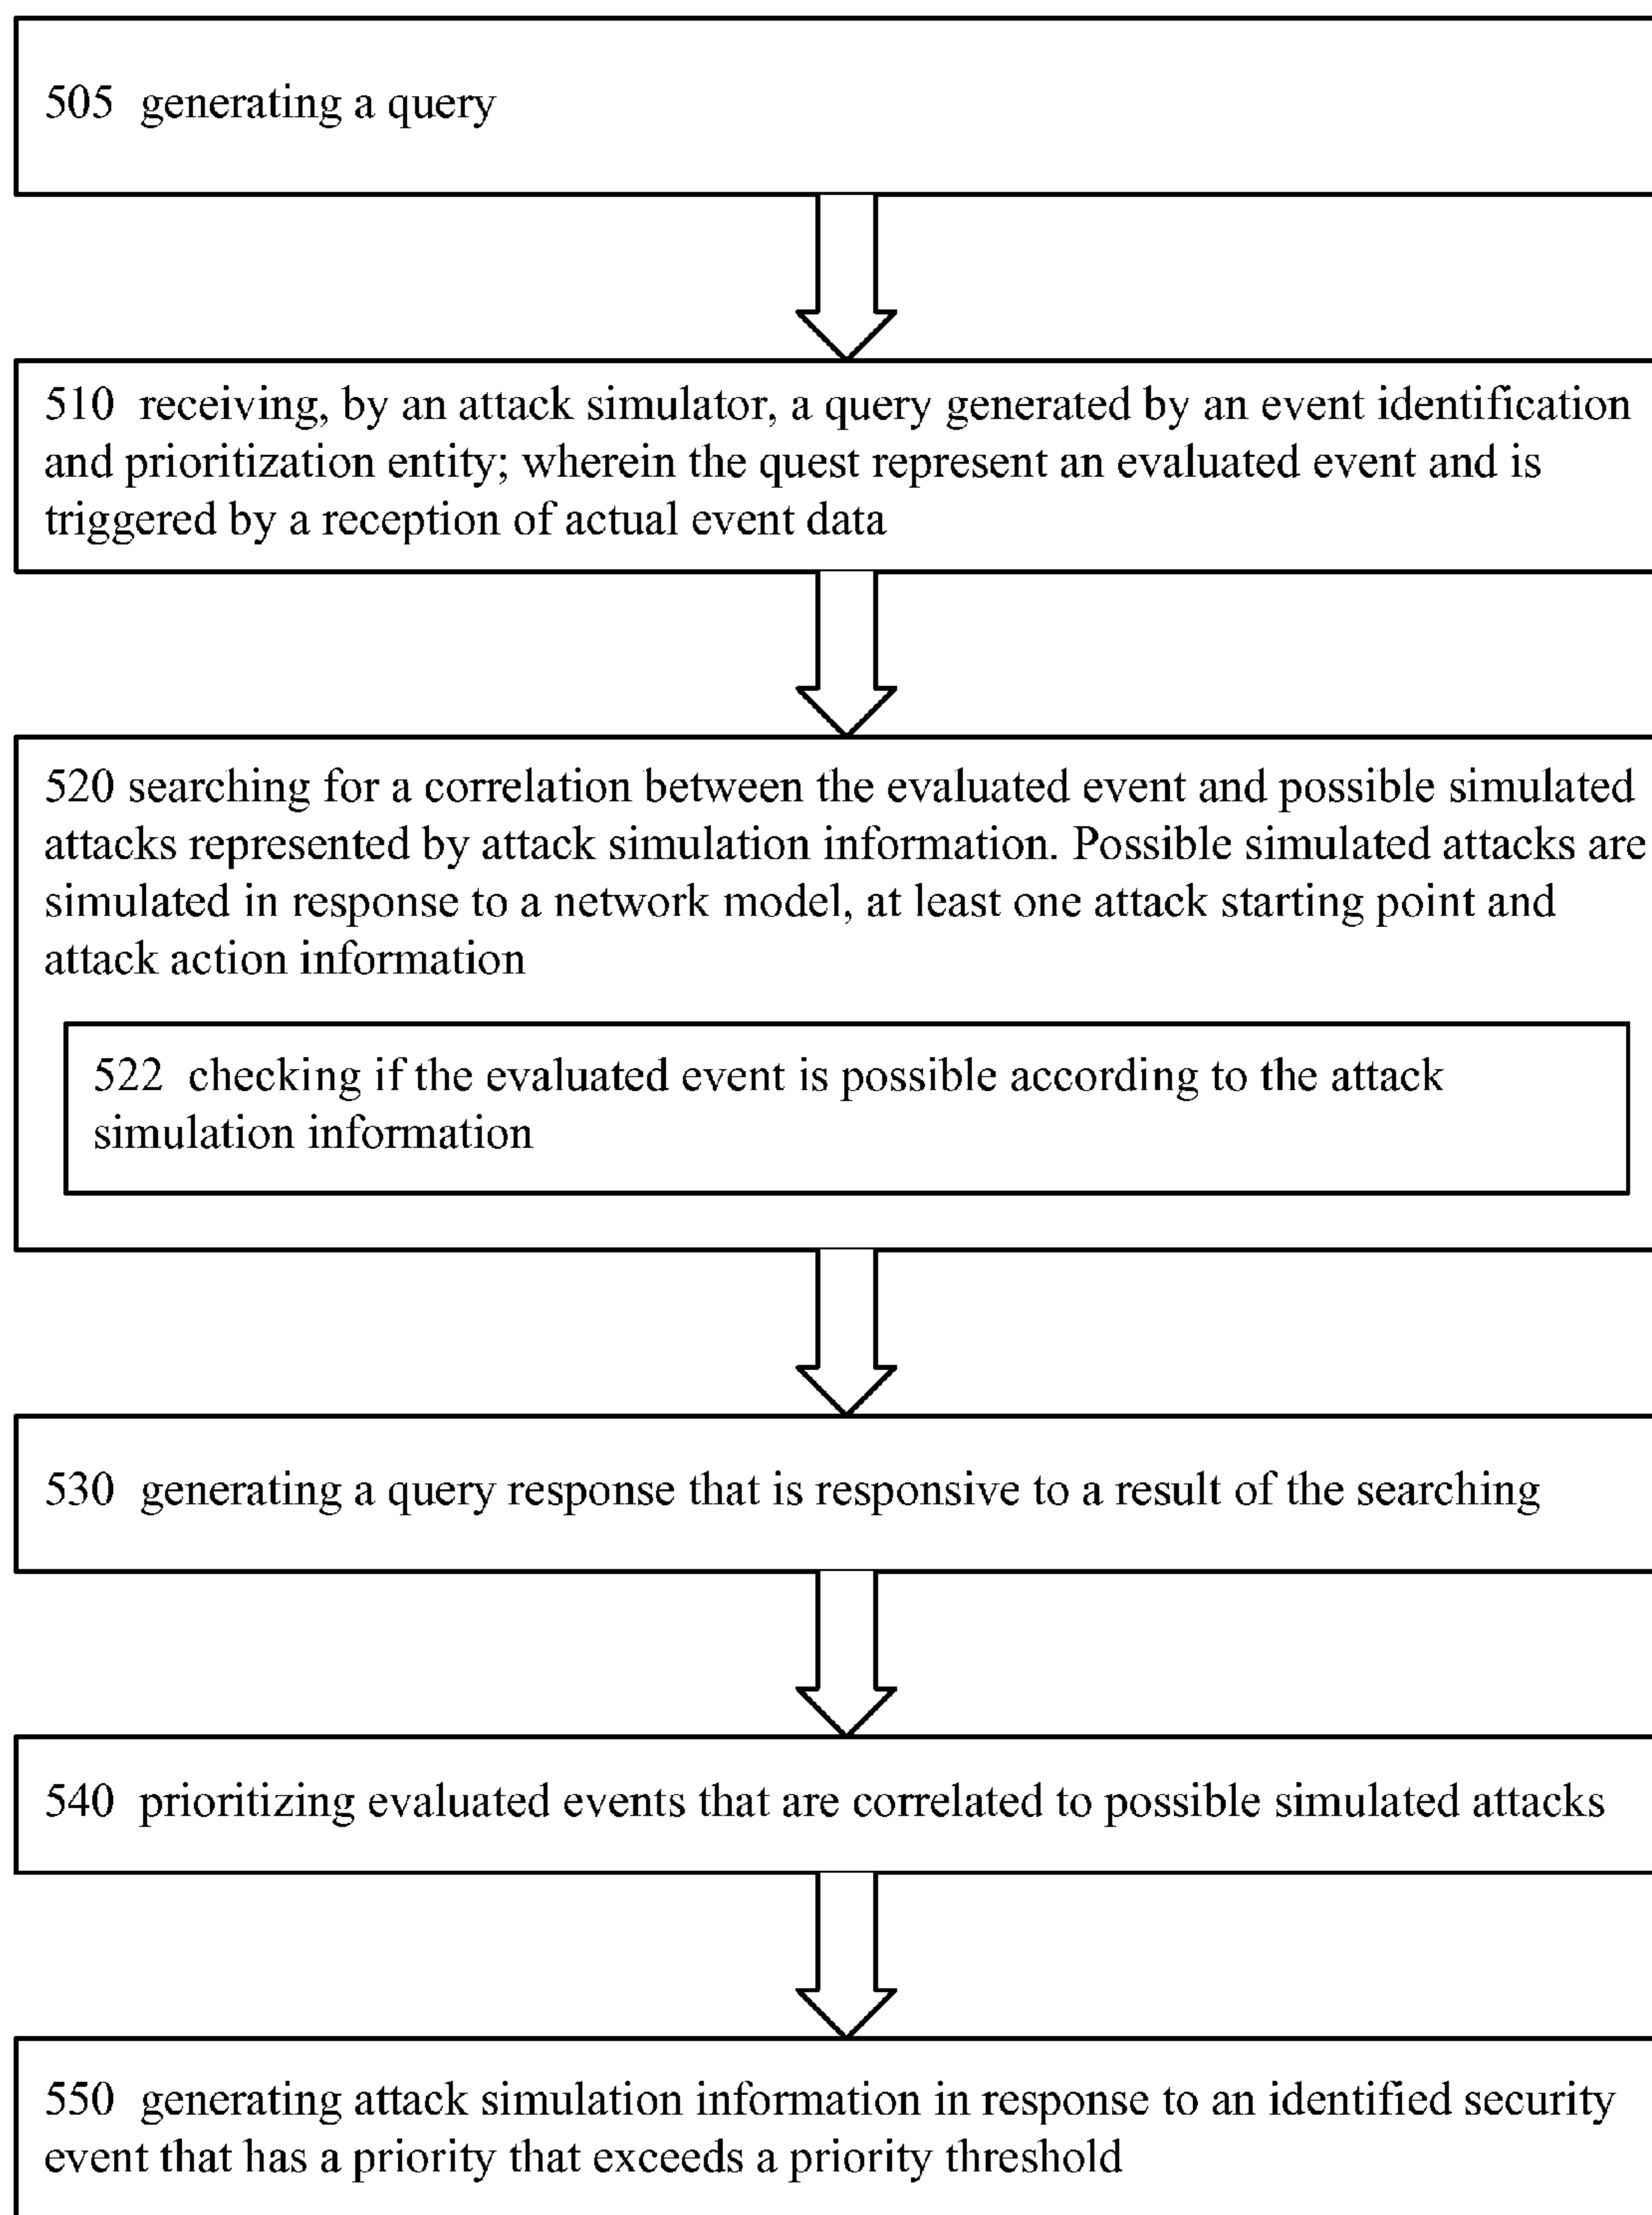 505 generating a query
510 receiving, by an attack simulator, a query generated by an event identification
and prioritization entity; wherein the quest represent an evaluated event and is
triggered by a reception of actual event data
520 searching for a correlation between the evaluated event and possible simulated
attacks represented by attack simulation information. Possible simulated attacks are
simulated in response to a network model, at least one attack starting point and
attack action information
522 checking if the evaluated event is possible according to the attack
simulation information
530 generating a query response that is responsive to a result of the searching
540 prioritizing evaluated events that are correlated to possible simulated attacks
550 generating attack simulation information in response to an identified security
event that has a priority that exceeds a priority threshold